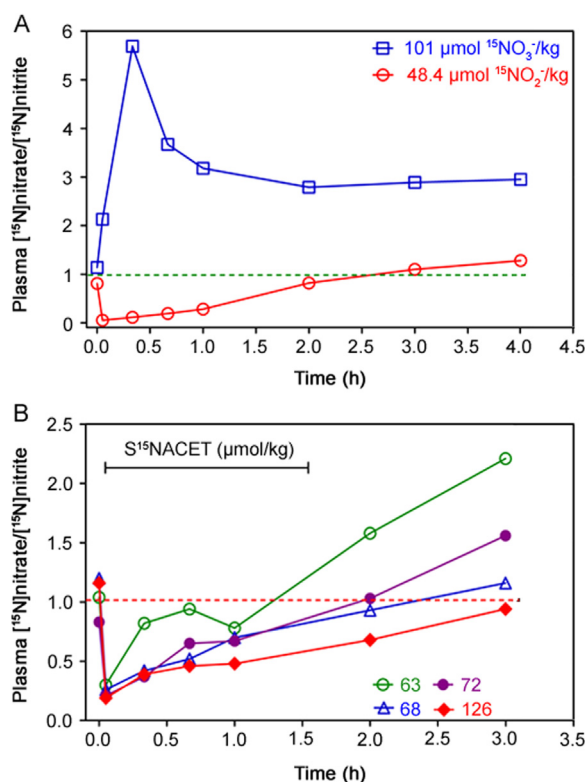 A
Plasma [¹⁵N]nitrate/[¹⁵N]nitrite
6
5
4
3
2
1
0
101 µmol ¹⁵NO₃⁻/kg
48.4 µmol ¹⁵NO₂⁻/kg
0.0 0.5 1.0 1.5 2.0 2.5 3.0 3.5 4.0 4.5
Time (h)
B
Plasma [¹⁵N]nitrate/[¹⁵N]nitrite
2.5
2.0
1.5
1.0
0.5
0.0
S¹⁵NACET (µmol/kg)
63 72
68 126
0.0 0.5 1.0 1.5 2.0 2.5 3.0 3.5
Time (h)